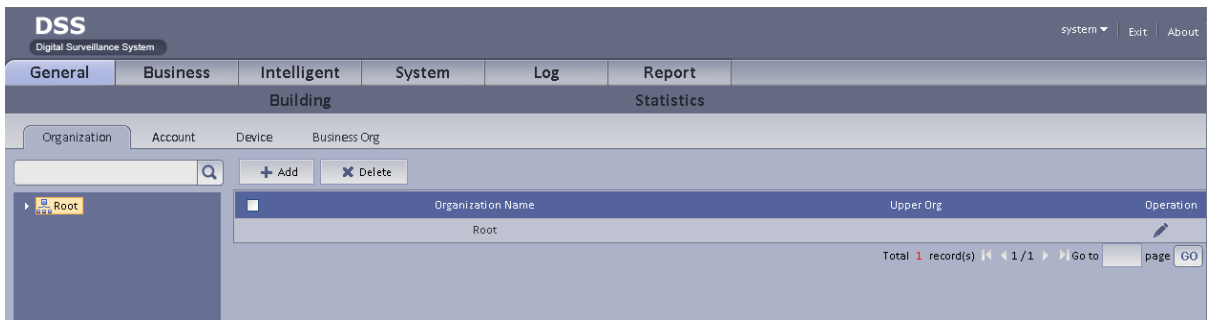 DSS
Digital Surveillance System
system Exit About
General Business Intelligent System Log Report
Building Statistics
Organization Account Device Business Org
Add Delete
Root
Organization Name Upper Org Operation
Root
Total 1 record(s) 1/1 Go to page GO